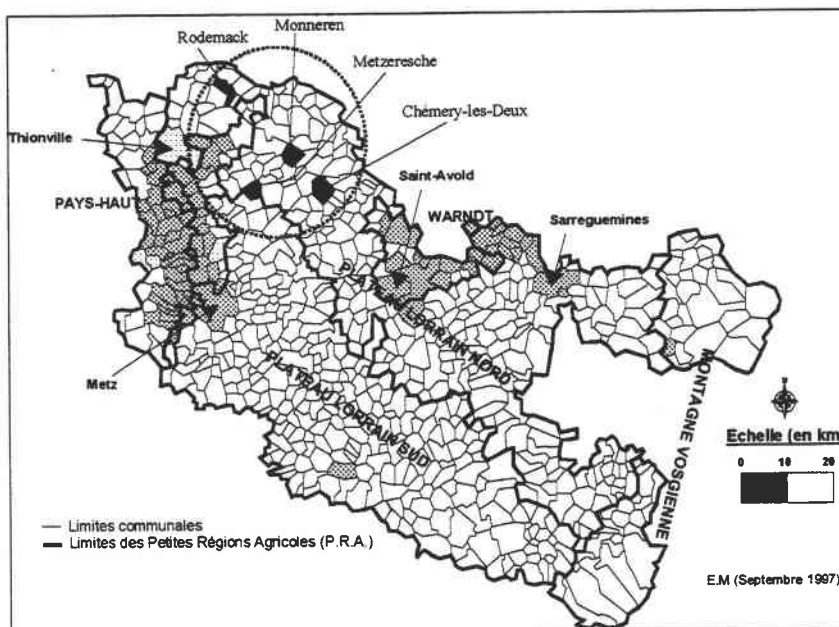 Monneren
Rodemack
Metzeresche
Chémery-les-Deux
Thionville
Saint-Avold
PAYS-HAUT
WARNDT
Sarreguemines
PLATEAU LORRAIN NORD
Metz
PLATEAU LORRAIN SUD
MONTAGNE VOSGIENNE
N
Echelle (en km
0 10 20
Limites communales
Limites des Petites Régions Agricoles (P.R.A.)
E.M (Septembre 1997)